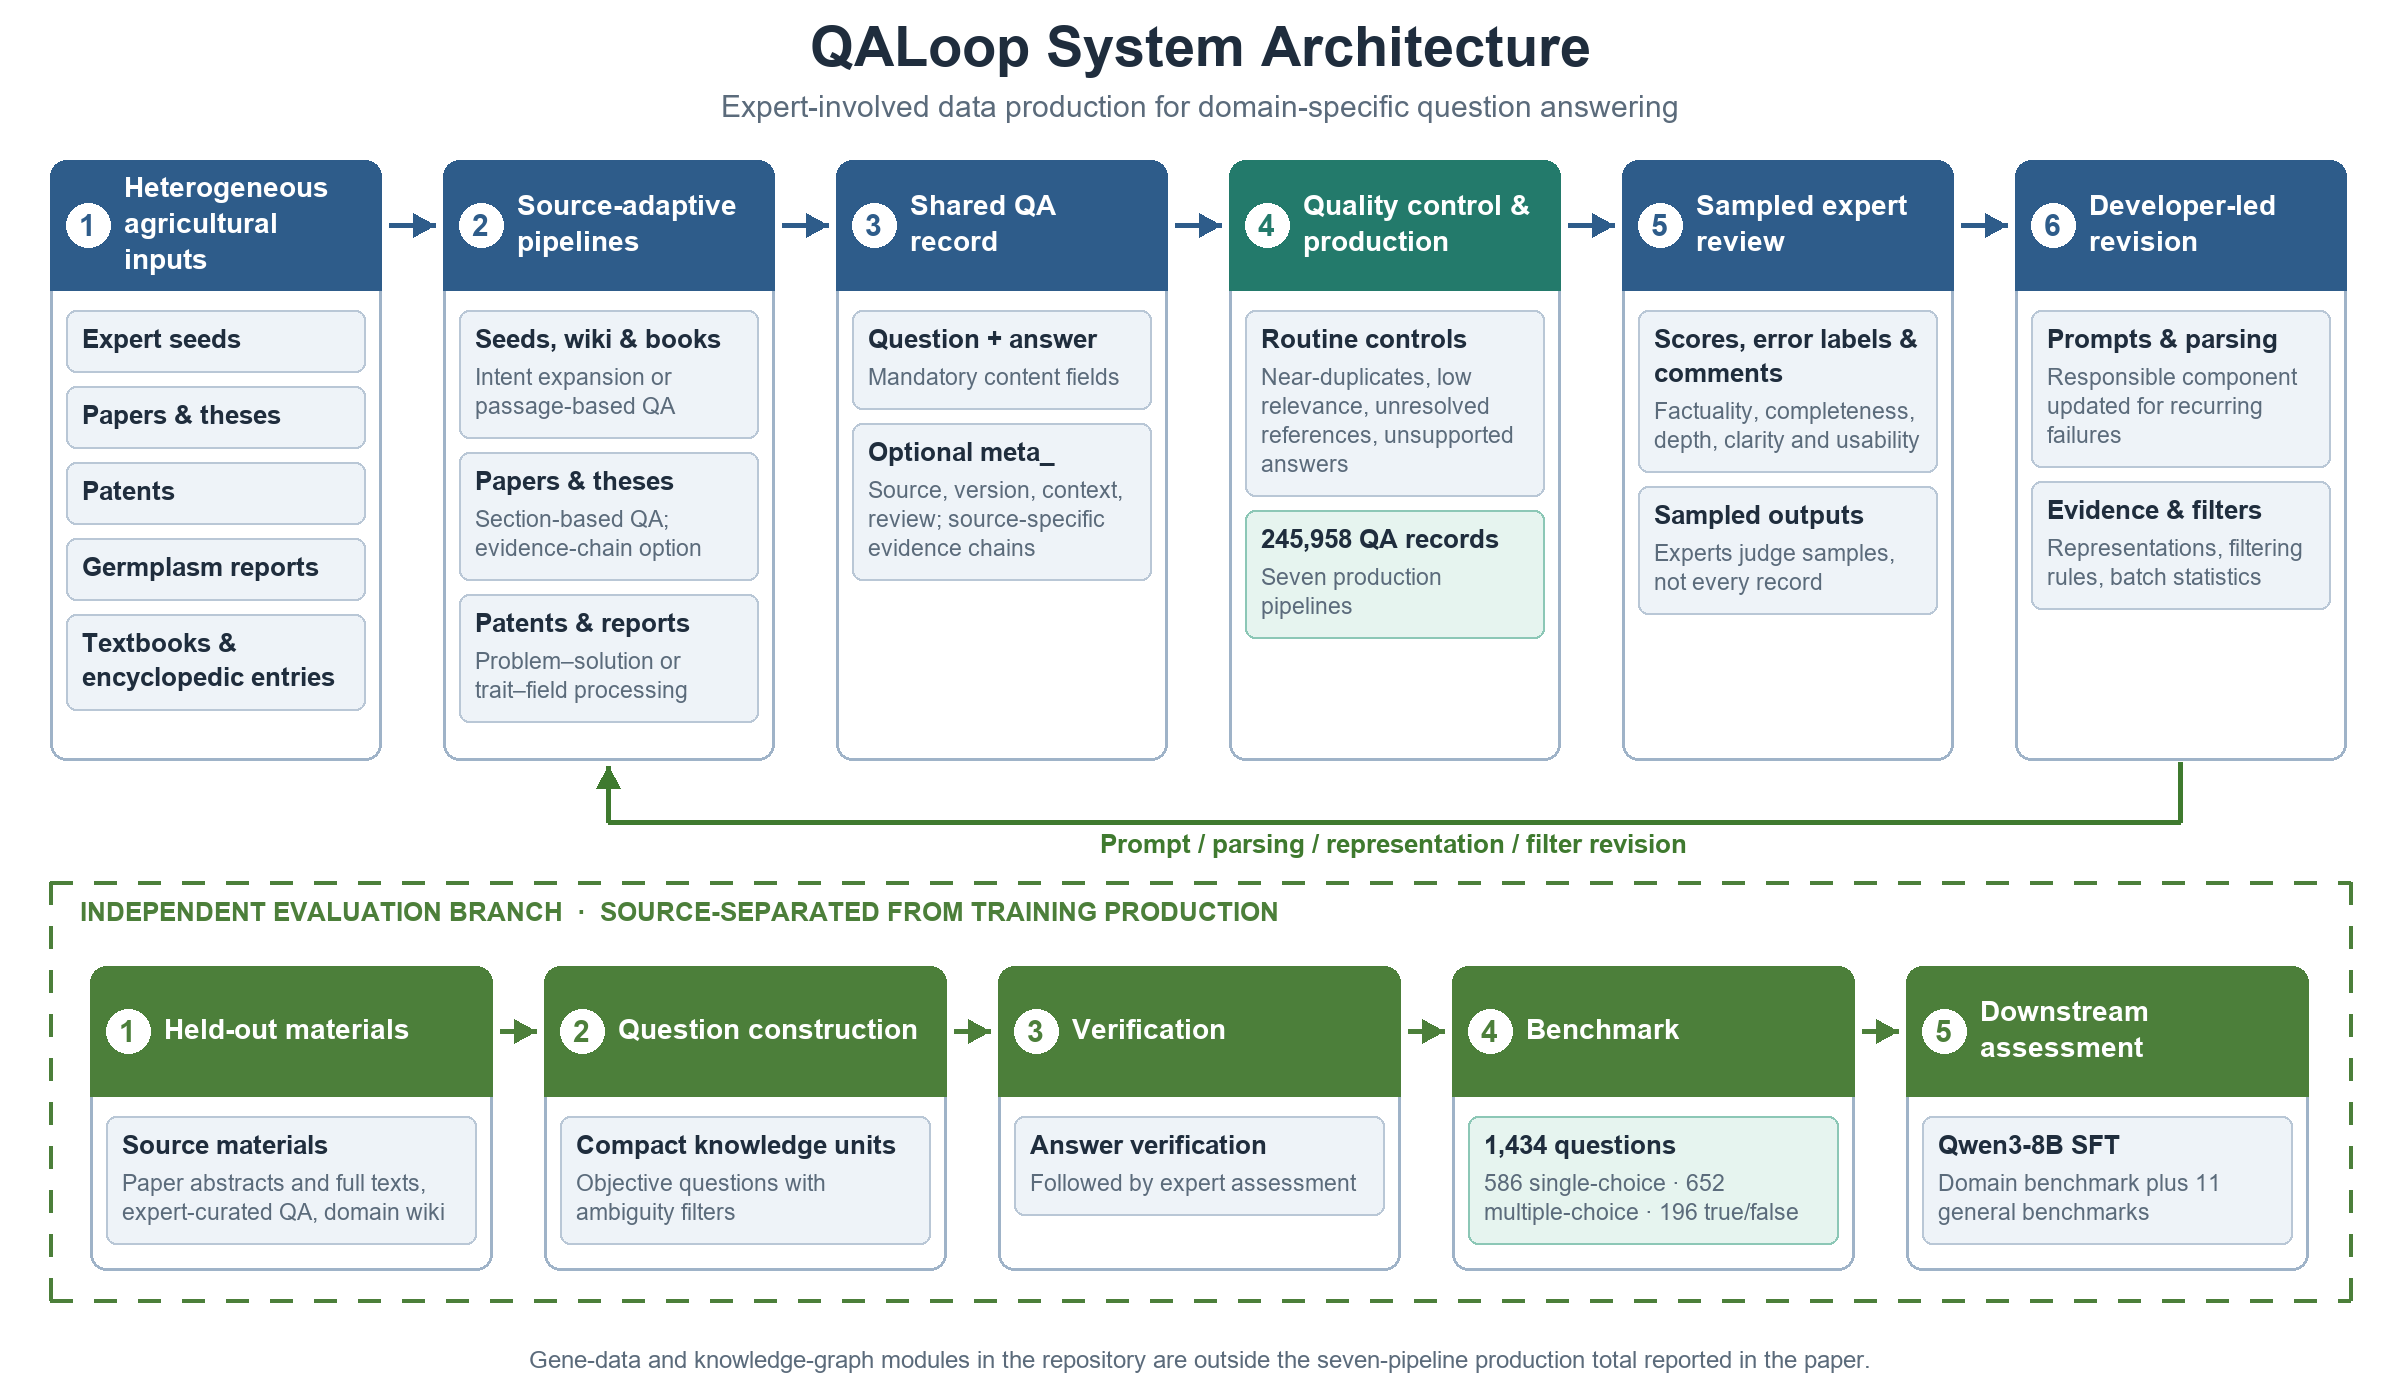 QALoop System Architecture
Expert-involved data production for domain-specific question answering
1
Heterogeneous
agricultural
inputs
Expert seeds
Papers & theses
Patents
Germplasm reports
Textbooks &
encyclopedic entries
2
Source-adaptive
pipelines
Seeds, wiki & books
Intent expansion or
passage-based QA
Papers & theses
Section-based QA;
evidence-chain option
Patents & reports
Problem–solution or
trait–field processing
3
Shared QA
record
Question + answer
Mandatory content fields
Optional meta_
Source, version, context,
review; source-specific
evidence chains
4
Quality control &
production
Routine controls
Near-duplicates, low
relevance, unresolved
references, unsupported
answers
245,958 QA records
Seven production
pipelines
5
Sampled expert
review
Scores, error labels &
comments
Factuality, completeness,
depth, clarity and usability
Sampled outputs
Experts judge samples,
not every record
6
Developer-led
revision
Prompts & parsing
Responsible component
updated for recurring
failures
Evidence & filters
Representations, filtering
rules, batch statistics
Prompt / parsing / representation / filter revision
INDEPENDENT EVALUATION BRANCH · SOURCE-SEPARATED FROM TRAINING PRODUCTION
1
Held-out materials
Source materials
Paper abstracts and full texts,
expert-curated QA, domain wiki
2
Question construction
Compact knowledge units
Objective questions with
ambiguity filters
3
Verification
Answer verification
Followed by expert assessment
4
Benchmark
1,434 questions
586 single-choice · 652
multiple-choice · 196 true/false
5
Downstream
assessment
Qwen3-8B SFT
Domain benchmark plus 11
general benchmarks
Gene-data and knowledge-graph modules in the repository are outside the seven-pipeline production total reported in the paper.